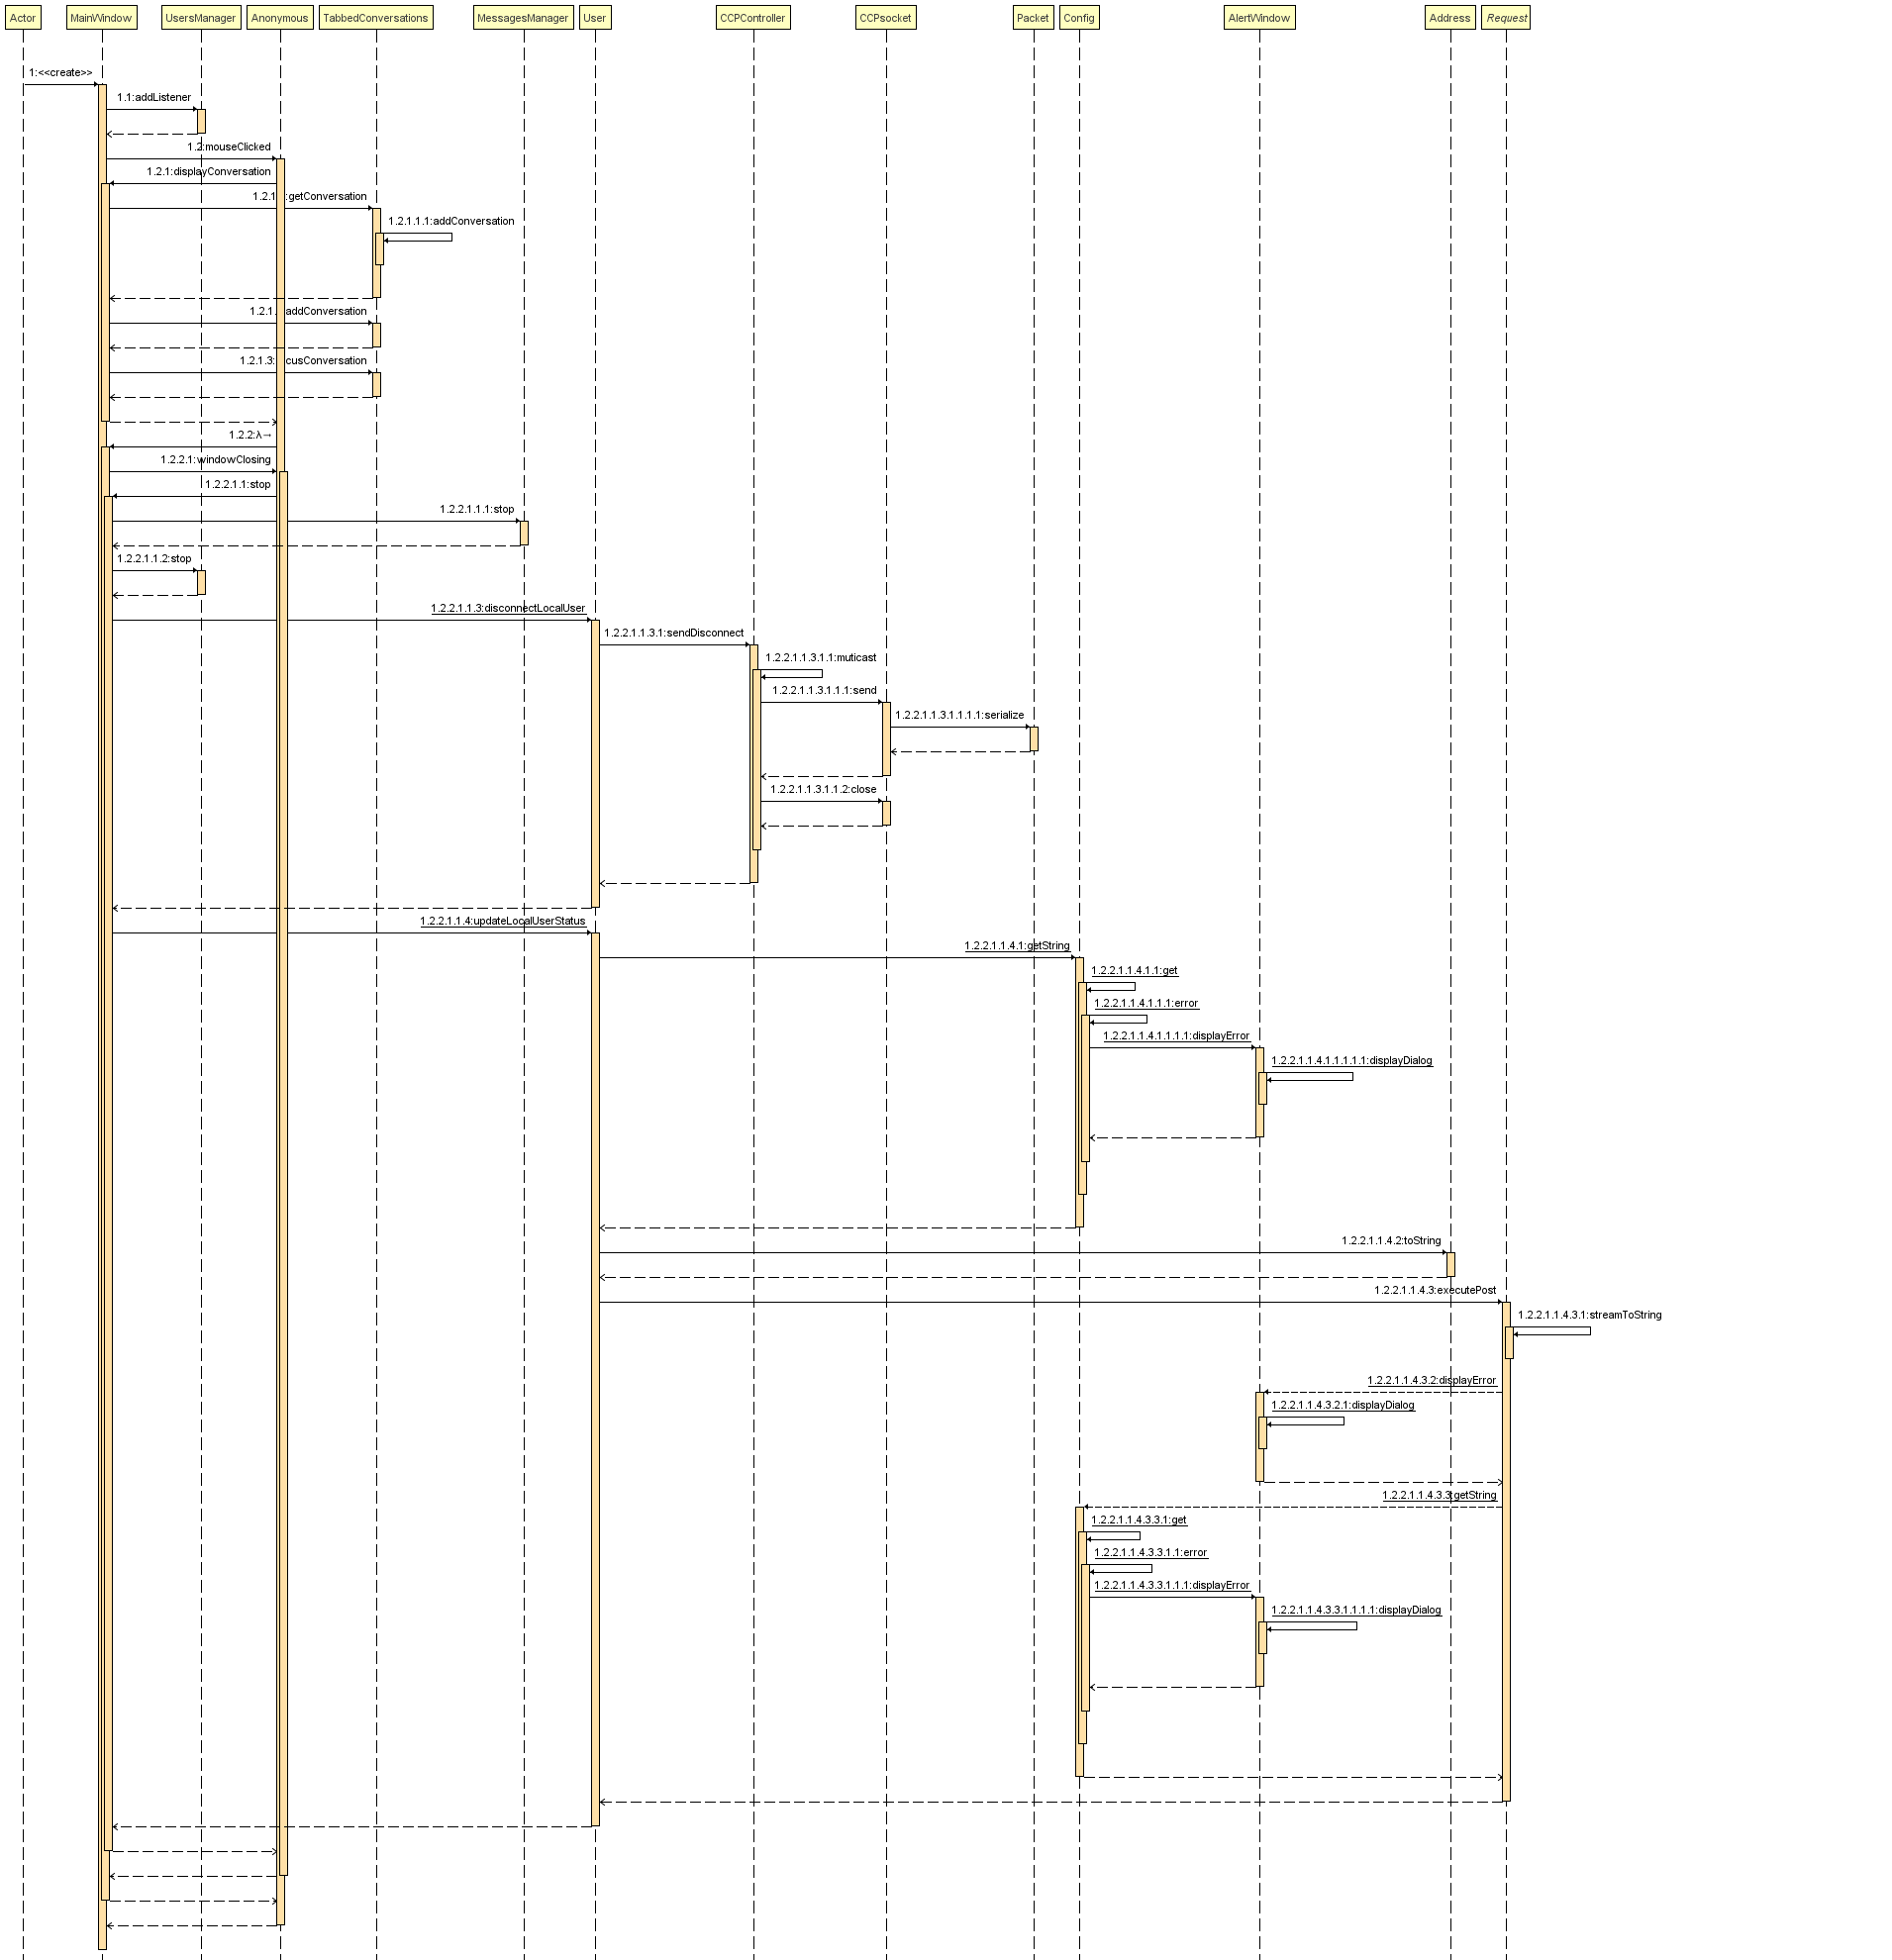 Actor MainWindow UsersManager Anonymous TabbedConversations MessagesManager User CCPController CCPsocket Packet Config AlertWindow Address Request
1:<<create>>
1.1:addListener
1.2:mouseClicked
1.2.1:displayConversation
1.2.1 :getConversation
1.2.1.1.1:addConversation
1.2.1. addConversation
1.2.1.3: cusConversation
1.2.2:λ→
1.2.2.1:windowClosing
1.2.2.1.1:stop
1.2.2.1.1.1:stop
1.2.2.1.1.2:stop
1.2.2.1.1.3:disconnectLocalUser
1.2.2.1.1.3.1:sendDisconnect
1.2.2.1.1.3.1.1:muticast
1.2.2.1.1.3.1.1.1:send
1.2.2.1.1.3.1.1.1.1:serialize
1.2.2.1.1.3.1.1.2:close
1.2.2.1.1.4:updateLocalUserStatus
1.2.2.1.1.4.1:getString
1.2.2.1.1.4.1.1:get
1.2.2.1.1.4.1.1.1:error
1.2.2.1.1.4.1.1.1.1:displayError
1.2.2.1.1.4.1.1.1.1.1:displayDialog
1.2.2.1.1.4.2:toString
1.2.2.1.1.4.3:executePost
1.2.2.1.1.4.3.1:streamToString
1.2.2.1.1.4.3.2:displayError
1.2.2.1.1.4.3.2.1:displayDialog
1.2.2.1.1.4.3.3:getString
1.2.2.1.1.4.3.3.1:get
1.2.2.1.1.4.3.3.1.1:error
1.2.2.1.1.4.3.3.1.1.1:displayError
1.2.2.1.1.4.3.3.1.1.1.1:displayDialog